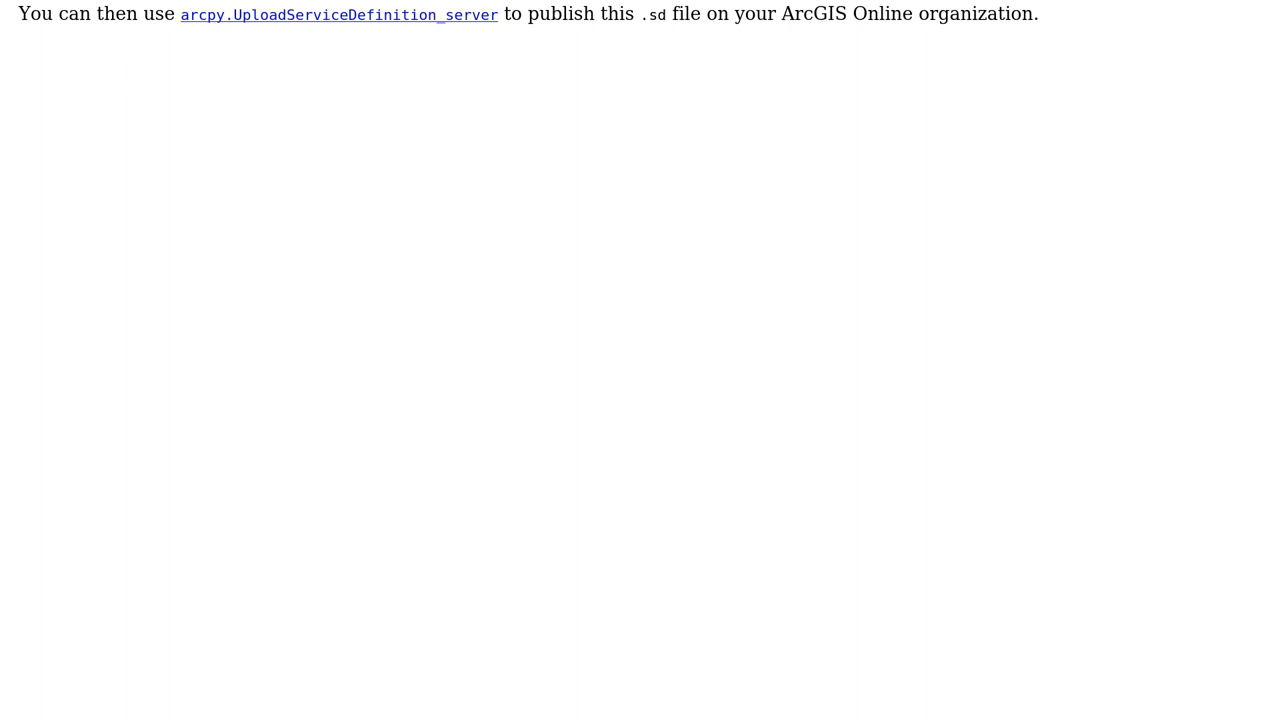 You can then use arcpy.UploadServiceDefinition_server to publish this .sd file on your ArcGIS Online organization.